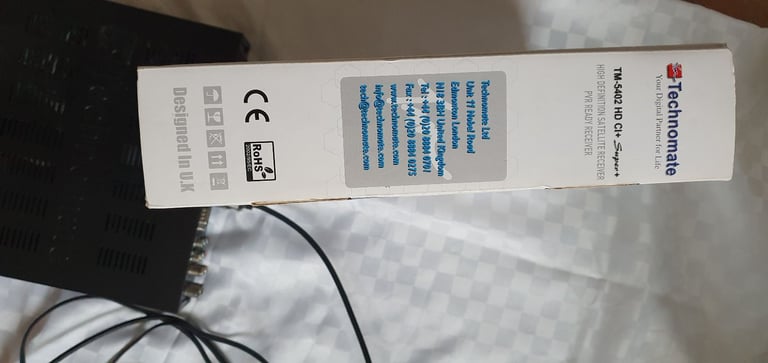 Technomate
Your Digital Partner for Life
TM-5402 HD CI+ Super+
HIGH DEFINITION SATELLITE RECEIVER
PVR READY RECEIVER
Technomate Ltd
Unit 11 Nobel Road
Edmonton London
N18 3BH United Kingdom
Tel: +44 (0)20 8884 0761
Fax: +44 (0)20 8884 0273
www.technomate.com
info@technomate.com
tech@technomate.com
CE
RoHS
Designed in U.K